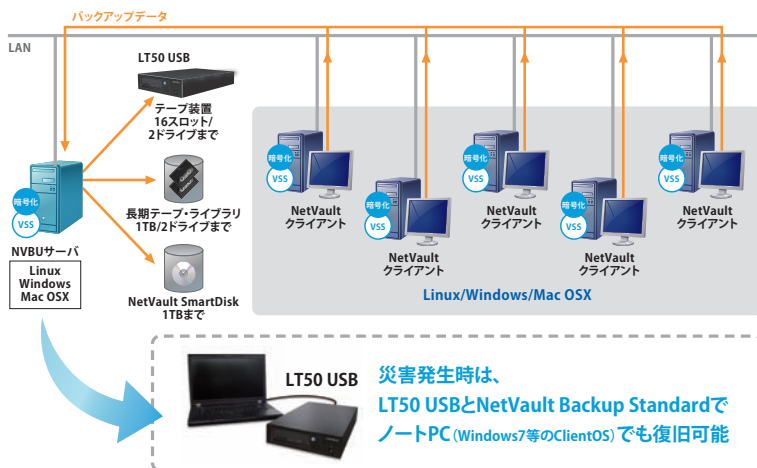 バックアップデータ
LAN
LT50 USB
テープ装置
16スロット/
2ドライブまで
長期テープ・ライブラリ
1TB/2ドライブまで
NetVault SmartDisk
1TBまで
暗号化
VSS
NVBUサーバ
Linux
Windows
Mac OSX
暗号化
VSS
NetVault
クライアント
暗号化
VSS
NetVault
クライアント
暗号化
VSS
NetVault
クライアント
暗号化
VSS
NetVault
クライアント
暗号化
VSS
NetVault
クライアント
Linux/Windows/Mac OSX
LT50 USB
災害発生時は、
LT50 USBとNetVault Backup Standardで
ノートPC（Windows7等のClientOS）でも復旧可能